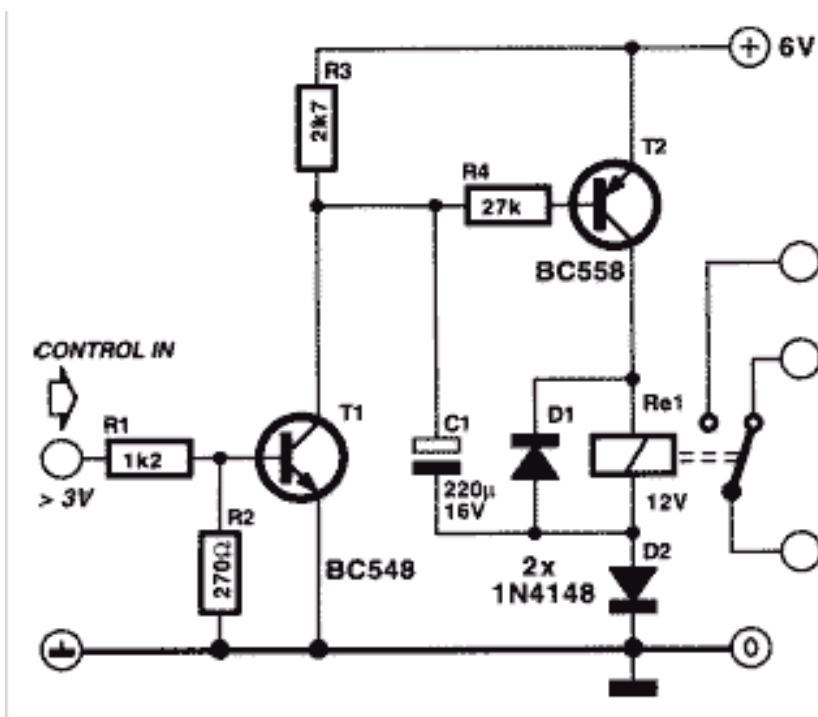 R3
2k7
+ 6V
T2
R4
27k
BC558
CONTROL IN
R1
1k2
> 3V
T1
C1
220μ
16V
D1
Re1
12V
R2
270Ω
BC548
D2
2x
1N4148
0